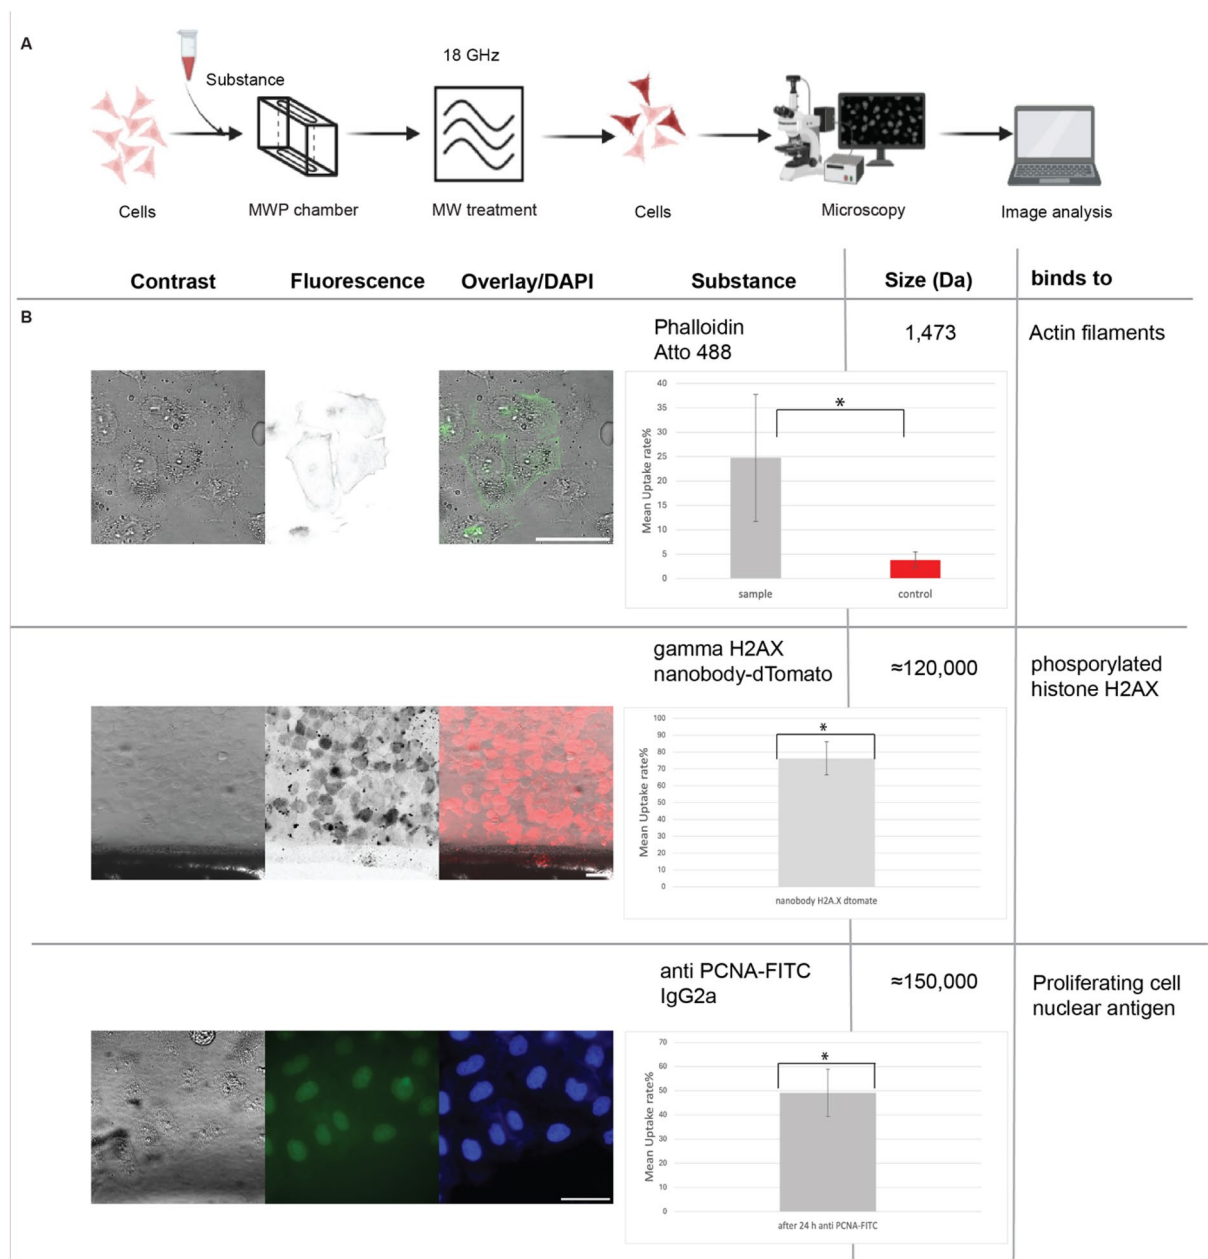 A
18 GHz
Substance
Cells
MWP chamber
MW treatment
Cells
Microscopy
Image analysis
Contrast
Fluorescence
Overlay/DAPI
Substance
Size (Da)
binds to
B
Phalloidin
Atto 488
1,473
Actin filaments
Mean Uptake rate%
40
35
30
25
20
15
10
5
0
*
sample
control
gamma H2AX
nanobody-dTomato
≈120,000
phosporylated
histone H2AX
Mean Uptake rate%
100
90
80
70
60
50
40
30
20
10
0
*
nanobody H2A.X dtomate
anti PCNA-FITC
IgG2a
≈150,000
Proliferating cell
nuclear antigen
Mean Uptake rate%
70
60
50
40
30
20
10
0
*
after 24 h anti PCNA-FITC